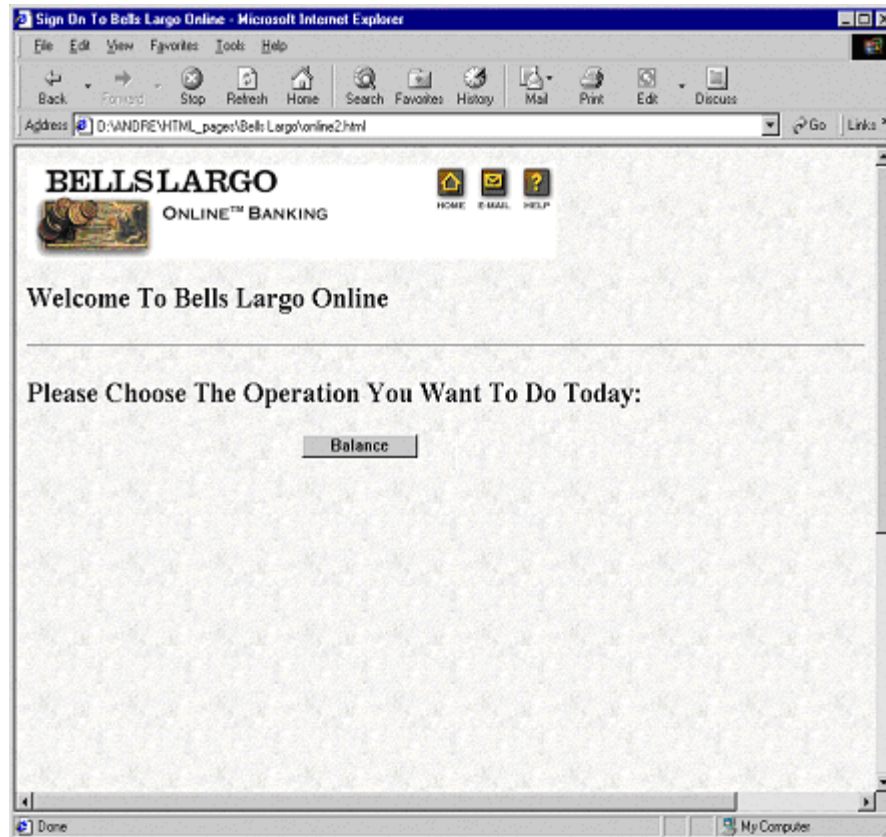 Sign On To Bells Largo Online - Microsoft Internet Explorer
File Edit View Favorites Tools Help
Back Forward Stop Refresh Home Search Favorites History Mail Print Edit Discuss
Address D:\ANDRE\HTML_pages\Bells Largo\online2.html Go Links »
BELLSLARGO
ONLINE™ BANKING
HOME E-MAIL HELP
Welcome To Bells Largo Online
Please Choose The Operation You Want To Do Today:
Balance
Done My Computer